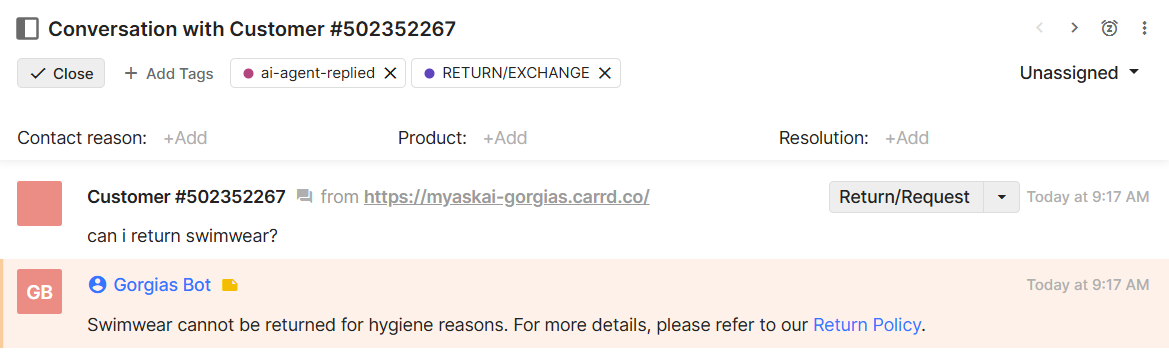 Conversation with Customer #502352267
Close + Add Tags ai-agent-replied RETURN/EXCHANGE Unassigned
Contact reason: +Add Product: +Add Resolution: +Add
Customer #502352267 from https://myaskai-gorgias.carrd.co/ Return/Request Today at 9:17 AM
can i return swimwear?
GB Gorgias Bot Today at 9:17 AM
Swimwear cannot be returned for hygiene reasons. For more details, please refer to our Return Policy.